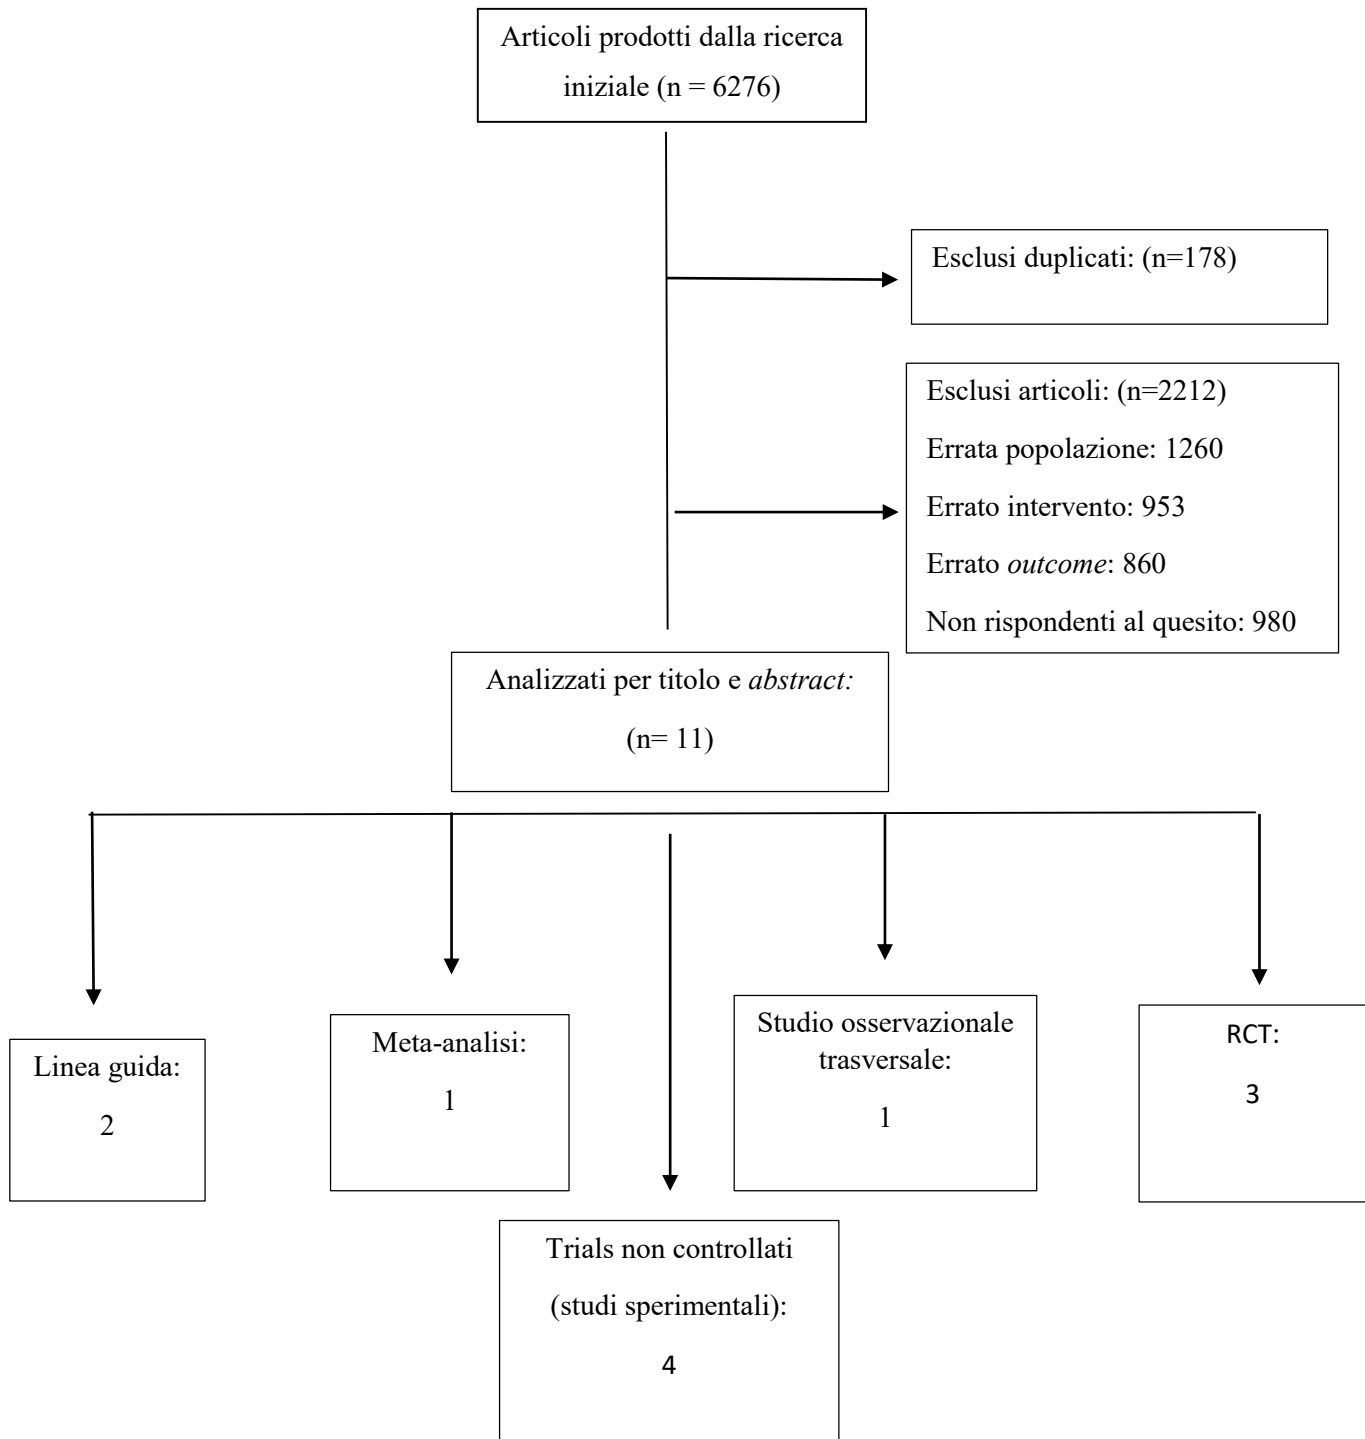 Articoli prodotti dalla ricerca
iniziale (n = 6276)
Esclusi duplicati: (n=178)
Esclusi articoli: (n=2212)
Errata popolazione: 1260
Errato intervento: 953
Errato outcome: 860
Non rispondenti al quesito: 980
Analizzati per titolo e abstract:
(n= 11)
Linea guida:
2
Meta-analisi:
1
Studio osservazionale
trasversale:
1
RCT:
3
Trials non controllati
(studi sperimentali):
4